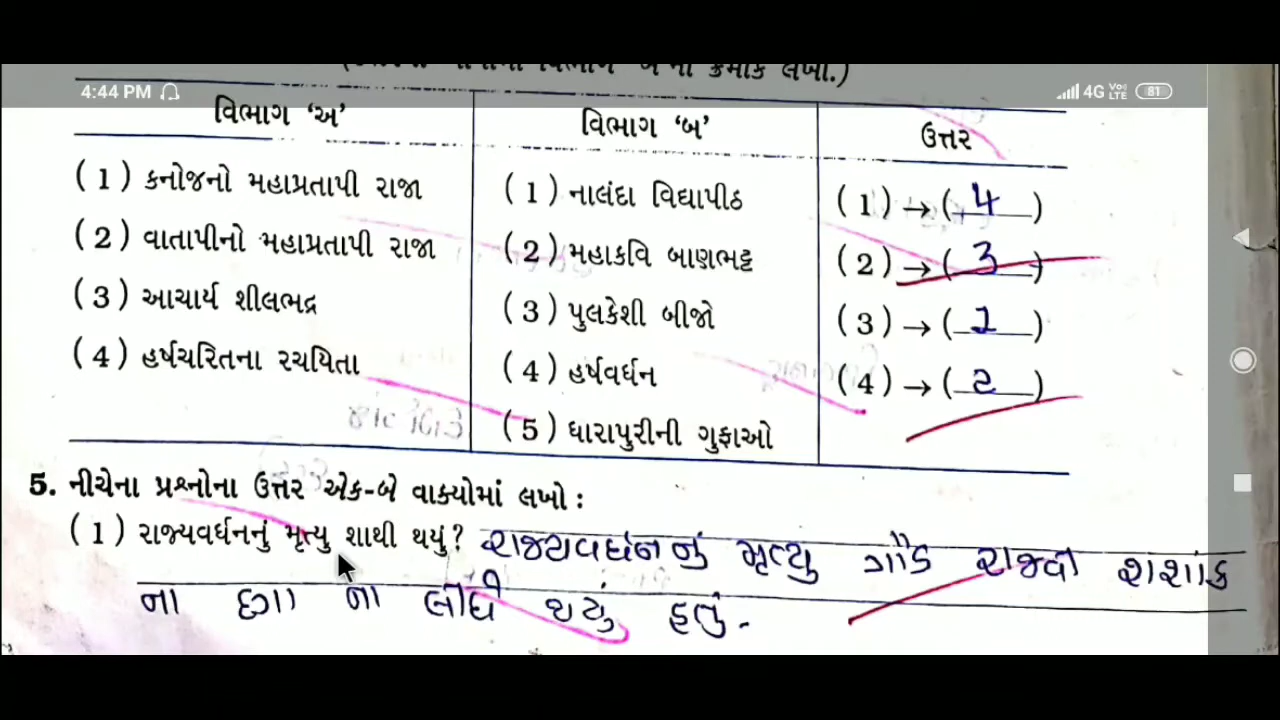 4:44 PM 4G VoLTE 81
વિભાગ ‘અ’ વિભાગ ‘બ’ ઉત્તર
(1) કનોજનો મહાપ્રતાપી રાજા (1) નાલંદા વિદ્યાપીઠ (1) → (4)
(2) વાતાપીનો મહાપ્રતાપી રાજા (2) મહાકવિ બાણભટ્ટ (2) → (3)
(3) આચાર્ય શીલભદ્ર (3) પુલકેશી બીજો (3) → (1)
(4) હર્ષચરિતના રચયિતા (4) હર્ષવર્ધન (4) → (2)
(5) ધારાપુરીની ગુફાઓ
5. નીચેના પ્રશ્નોના ઉત્તર એક-બે વાક્યોમાં લખો :
(1) રાજ્યવર્ધનનું મૃત્યુ શાથી થયું? રાજ્યવર્ધનનું મૃત્યુ ગૌડ રાજવી શશાંક
ના દગા ના લીધે થયું હતું.